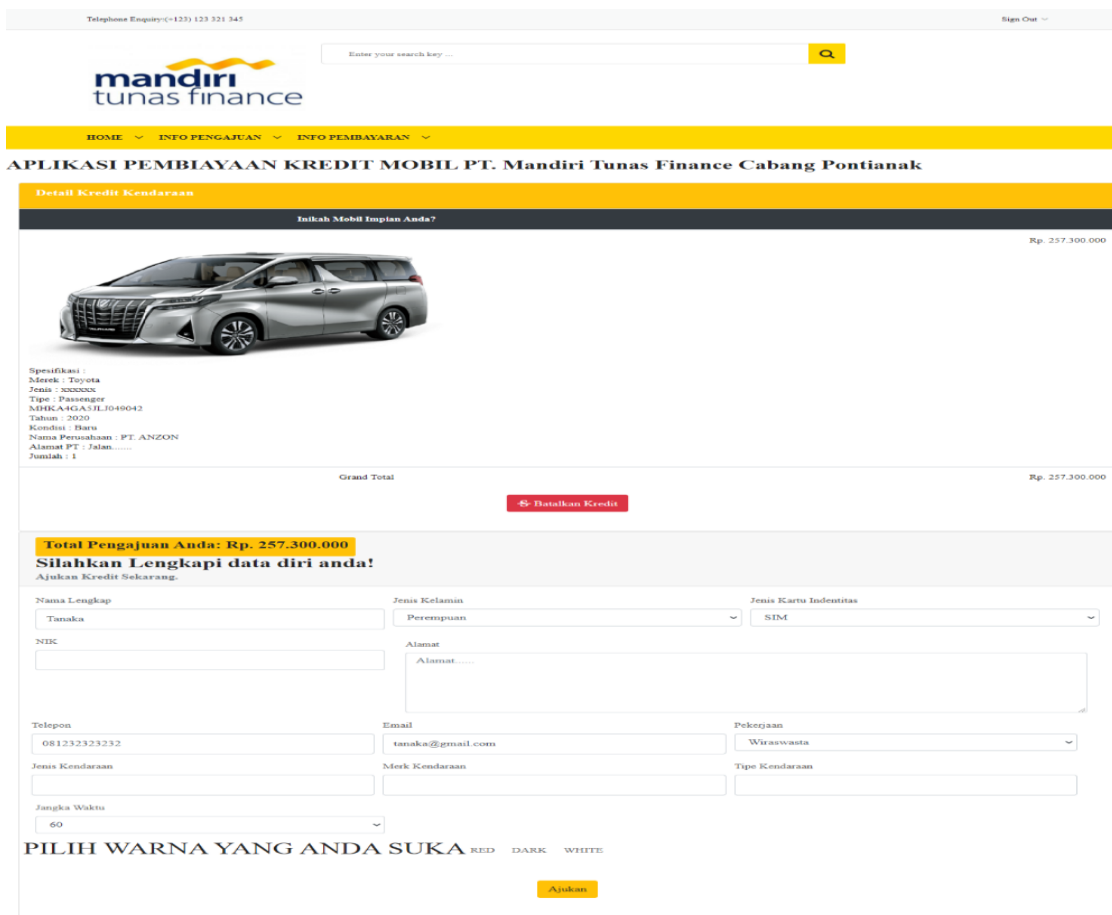 Telephone Enquiry:(+123) 123 321 345
Sign Out
mandiri
tunas finance
Enter your search key ...
HOME INFO PENGAJUAN INFO PEMBAYARAN
APLIKASI PEMBIAYAAN KREDIT MOBIL PT. Mandiri Tunas Finance Cabang Pontianak
Detail Kredit Kendaraan
Inikah Mobil Impian Anda?
Rp. 257.300.000
Spesifikasi :
Merek : Toyota
Jenis : xxxxxx
Tipe : Passenger
MHKA4GA5JLJ049042
Tahun : 2020
Kondisi : Baru
Nama Perusahaan : PT. ANZON
Alamat PT : Jalan.......
Jumlah : 1
Grand Total Rp. 257.300.000
Batalkan Kredit
Total Pengajuan Anda: Rp. 257.300.000
Silahkan Lengkapi data diri anda!
Ajukan Kredit Sekarang.
Nama Lengkap Jenis Kelamin Jenis Kartu Indentitas
Tanaka Perempuan SIM
NIK Alamat
Alamat......
Telepon Email Pekerjaan
081232323232 tanaka@gmail.com Wiraswasta
Jenis Kendaraan Merk Kendaraan Tipe Kendaraan
Jangka Waktu
60
PILIH WARNA YANG ANDA SUKA RED DARK WHITE
Ajukan